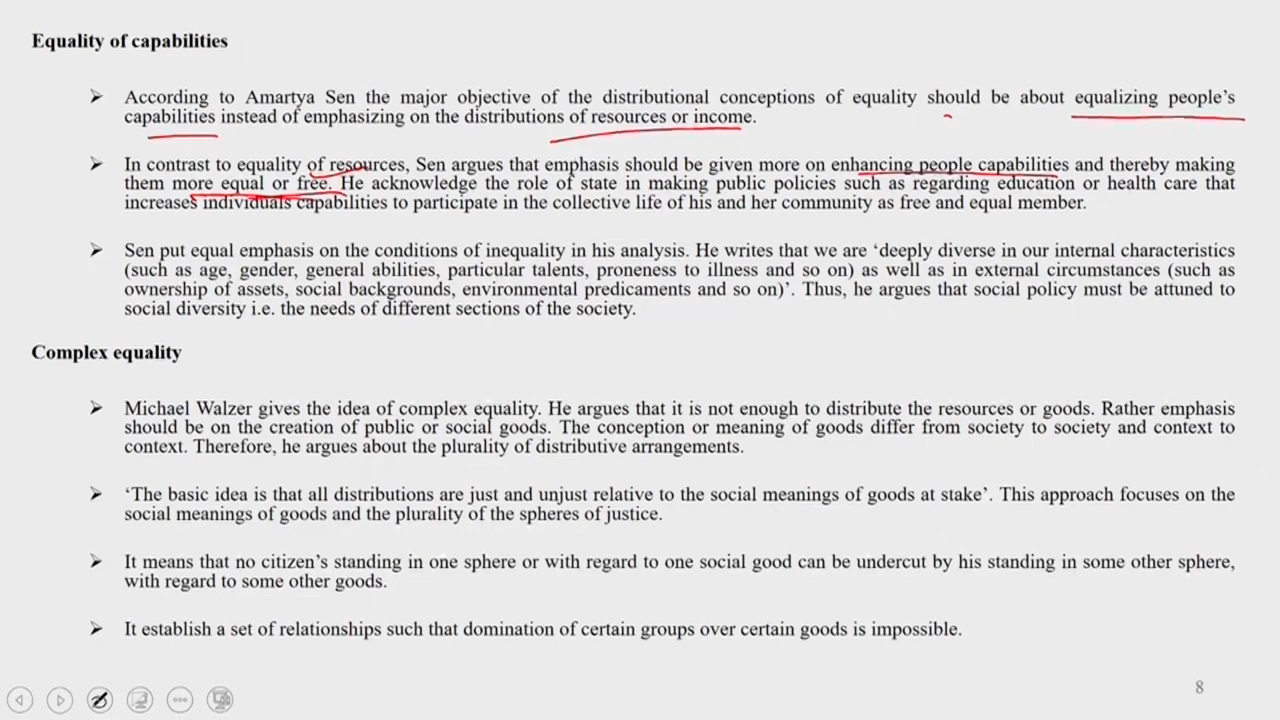 Equality of capabilities
➢ According to Amartya Sen the major objective of the distributional conceptions of equality should be about equalizing people's
capabilities instead of emphasizing on the distributions of resources or income.
➢ In contrast to equality of resources, Sen argues that emphasis should be given more on enhancing people capabilities and thereby making
them more equal or free. He acknowledge the role of state in making public policies such as regarding education or health care that
increases individuals capabilities to participate in the collective life of his and her community as free and equal member.
➢ Sen put equal emphasis on the conditions of inequality in his analysis. He writes that we are 'deeply diverse in our internal characteristics
(such as age, gender, general abilities, particular talents, proneness to illness and so on) as well as in external circumstances (such as
ownership of assets, social backgrounds, environmental predicaments and so on)'. Thus, he argues that social policy must be attuned to
social diversity i.e. the needs of different sections of the society.
Complex equality
➢ Michael Walzer gives the idea of complex equality. He argues that it is not enough to distribute the resources or goods. Rather emphasis
should be on the creation of public or social goods. The conception or meaning of goods differ from society to society and context to
context. Therefore, he argues about the plurality of distributive arrangements.
➢ 'The basic idea is that all distributions are just and unjust relative to the social meanings of goods at stake'. This approach focuses on the
social meanings of goods and the plurality of the spheres of justice.
➢ It means that no citizen's standing in one sphere or with regard to one social good can be undercut by his standing in some other sphere,
with regard to some other goods.
➢ It establish a set of relationships such that domination of certain groups over certain goods is impossible.
8